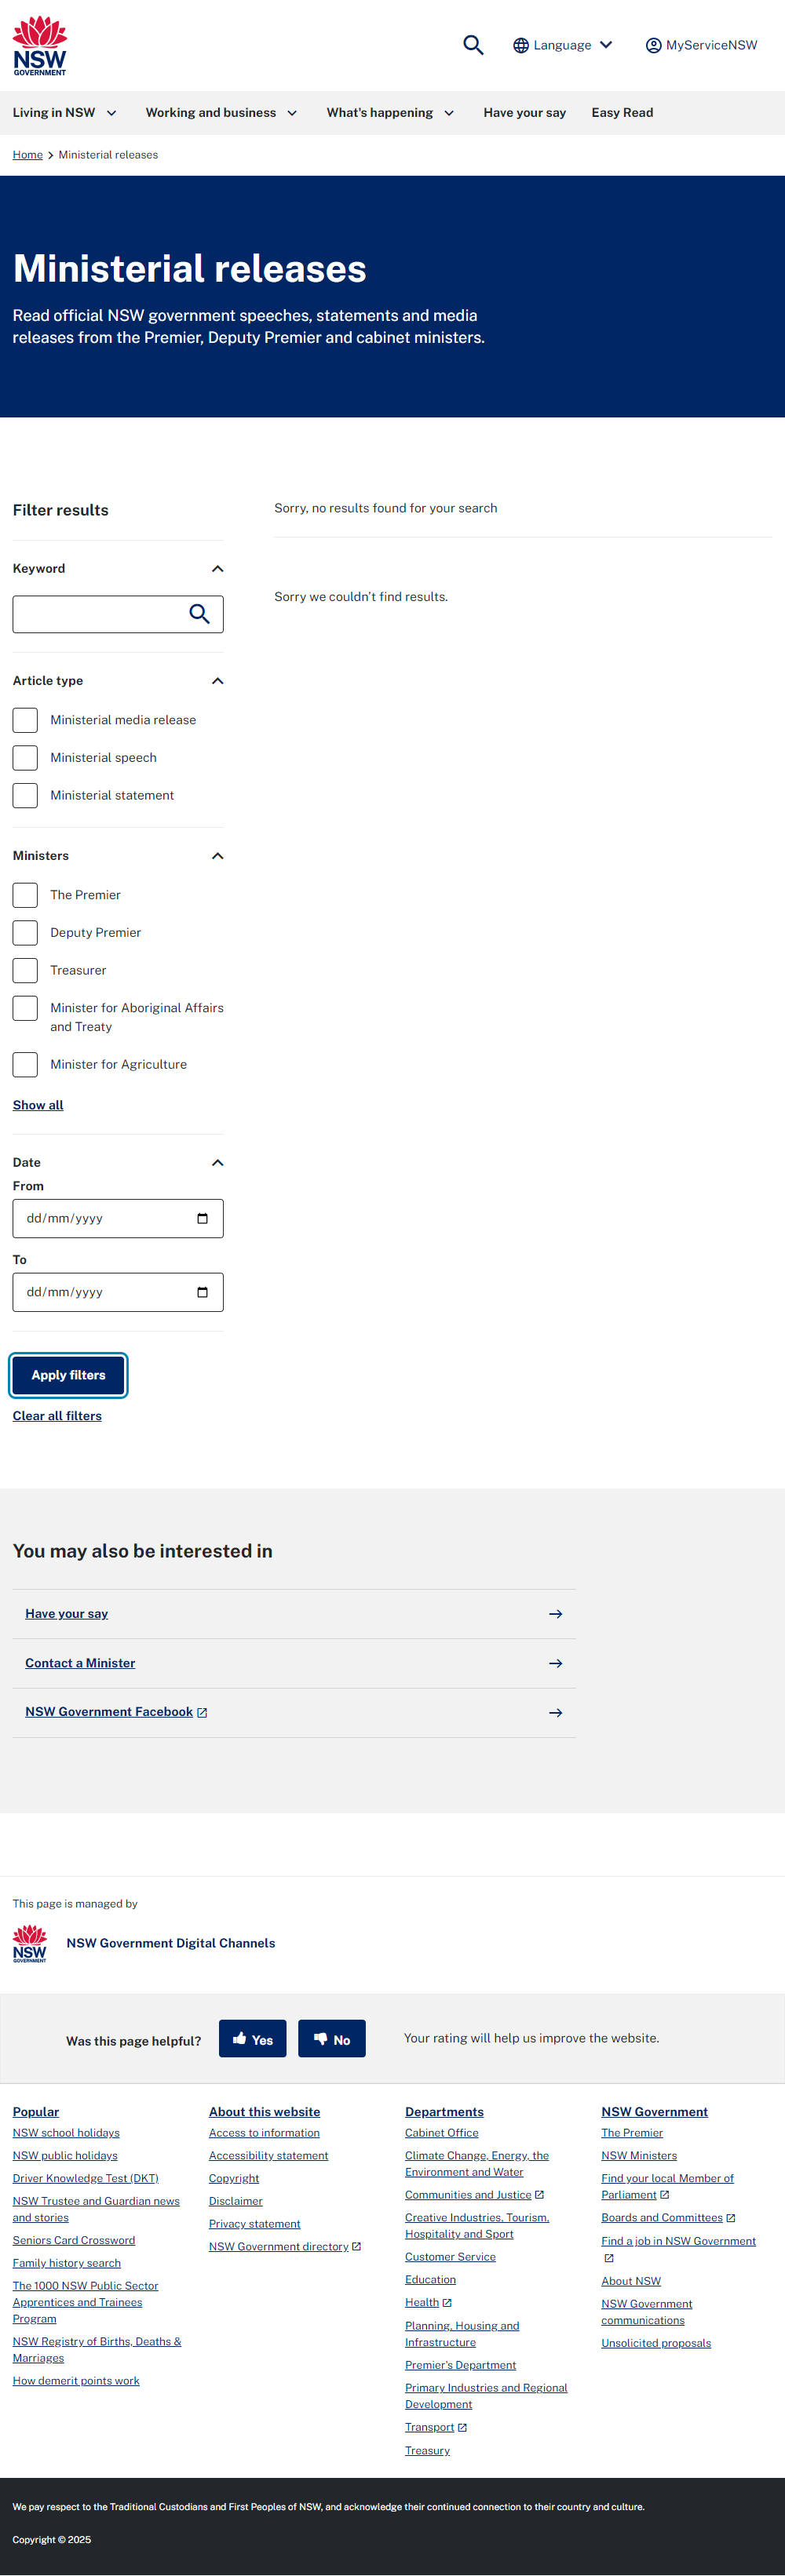 NSW
GOVERNMENT
Language
MyServiceNSW
Living in NSW
Working and business
What's happening
Have your say
Easy Read
Home
Ministerial releases
Ministerial releases
Read official NSW government speeches, statements and media
releases from the Premier, Deputy Premier and cabinet ministers.
Filter results
Sorry, no results found for your search
Keyword
Sorry we couldn't find results.
Article type
Ministerial media release
Ministerial speech
Ministerial statement
Ministers
The Premier
Deputy Premier
Treasurer
Minister for Aboriginal Affairs
and Treaty
Minister for Agriculture
Show all
Date
From
dd/mm/yyyy
To
dd/mm/yyyy
Apply filters
Clear all filters
You may also be interested in
Have your say
Contact a Minister
NSW Government Facebook
This page is managed by
NSW
GOVERNMENT
NSW Government Digital Channels
Was this page helpful?
Yes
No
Your rating will help us improve the website.
Popular
NSW school holidays
NSW public holidays
Driver Knowledge Test (DKT)
NSW Trustee and Guardian news
and stories
Seniors Card Crossword
Family history search
The 1000 NSW Public Sector
Apprentices and Trainees
Program
NSW Registry of Births, Deaths &
Marriages
How demerit points work
About this website
Access to information
Accessibility statement
Copyright
Disclaimer
Privacy statement
NSW Government directory
Departments
Cabinet Office
Climate Change, Energy, the
Environment and Water
Communities and Justice
Creative Industries, Tourism,
Hospitality and Sport
Customer Service
Education
Health
Planning, Housing and
Infrastructure
Premier's Department
Primary Industries and Regional
Development
Transport
Treasury
NSW Government
The Premier
NSW Ministers
Find your local Member of
Parliament
Boards and Committees
Find a job in NSW Government
About NSW
NSW Government
communications
Unsolicited proposals
We pay respect to the Traditional Custodians and First Peoples of NSW, and acknowledge their continued connection to their country and culture.
Copyright © 2025